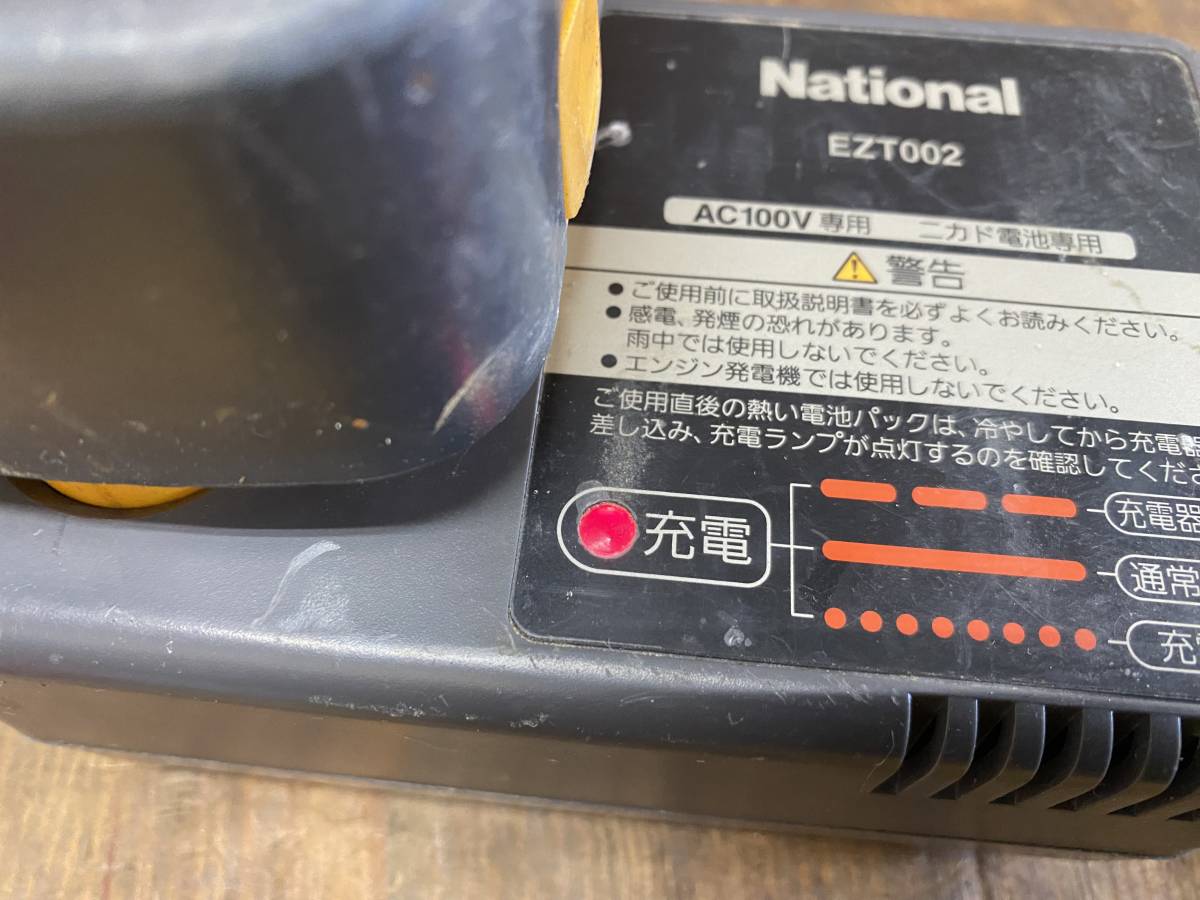 National
EZT002
AC100V 専用 ニカド電池専用
警告
●ご使用前に取扱説明書を必ずよくお読みください。
●感電、発煙の恐れがあります。
雨中では使用しないでください。
●エンジン発電機では使用しないでください。
ご使用直後の熱い電池パックは、冷やしてから充電器
差し込み、充電ランプが点灯するのを確認してくださ
充電
充電器
通常
充